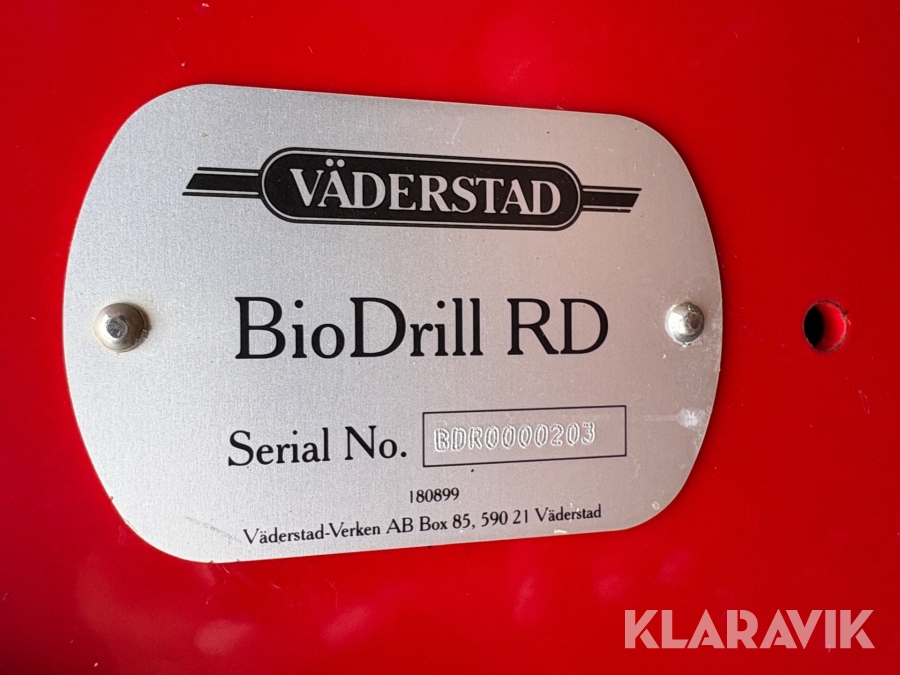 VÄDERSTAD
BioDrill RD
Serial No. BDR0000203
180899
Väderstad-Verken AB Box 85, 590 21 Väderstad
KLARAVIK